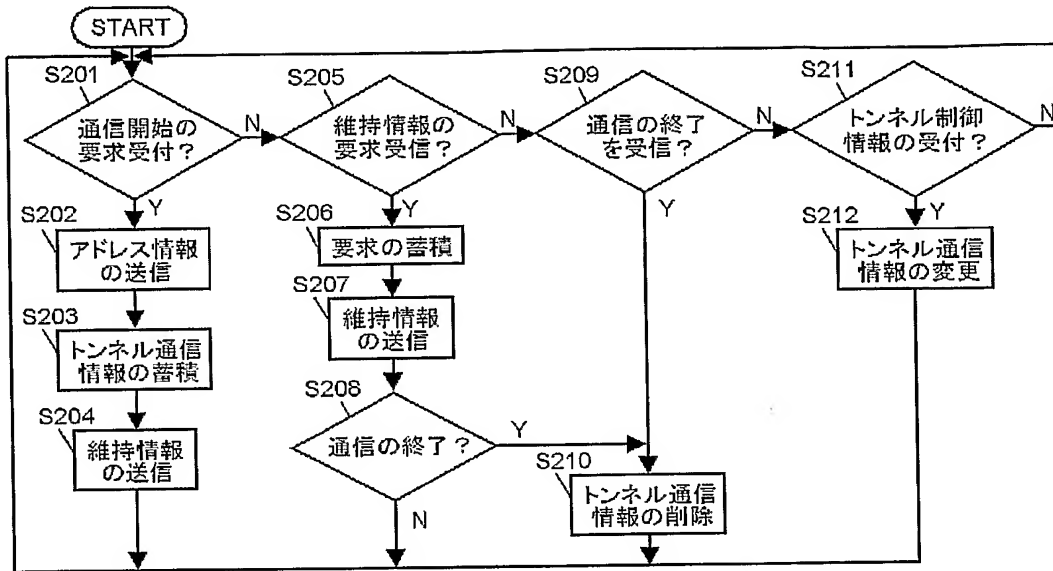 START
S201
通信開始の
要求受付？
N
Y
S202
アドレス情報
の送信
S203
トンネル通信
情報の蓄積
S204
維持情報
の送信
S205
維持情報の
要求受信？
N
Y
S206
要求の蓄積
S207
維持情報
の送信
S208
通信の終了？
Y
N
S209
通信の終了
を受信？
N
Y
S210
トンネル通信
情報の削除
S211
トンネル制御
情報の受付？
N
Y
S212
トンネル通信
情報の変更